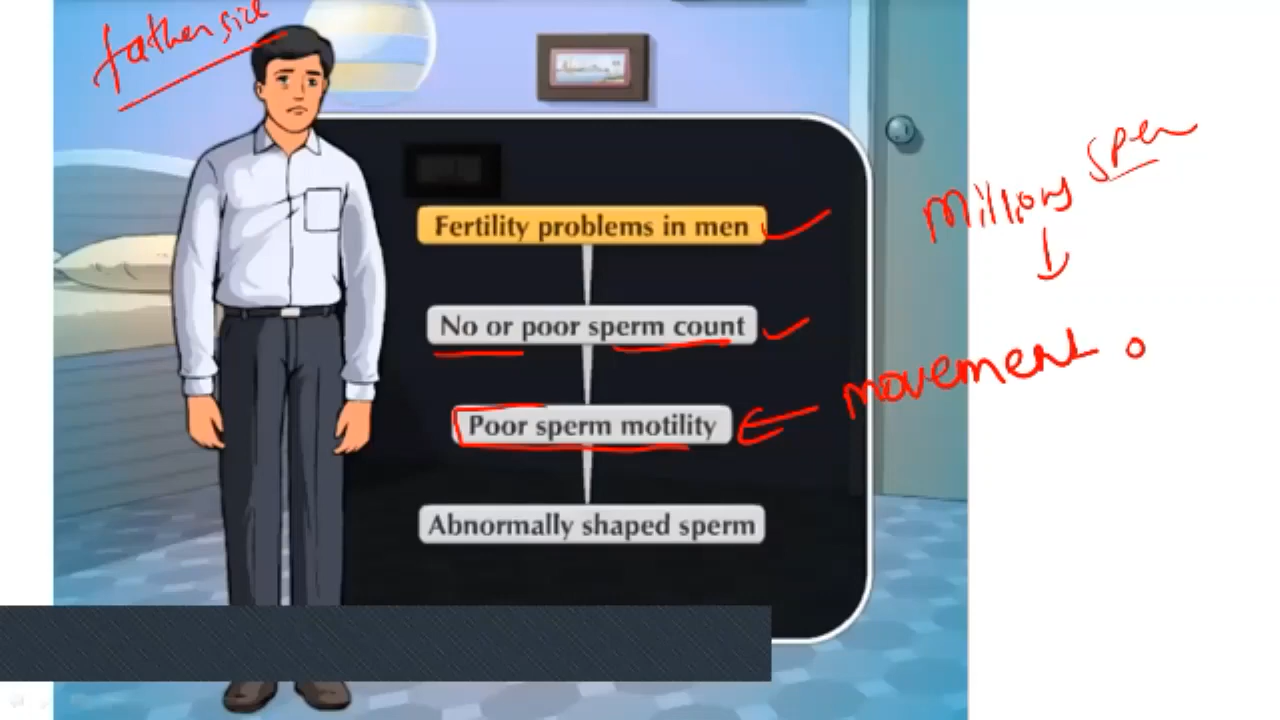 father side
Fertility problems in men
Millions sper
No or poor sperm count
movement
Poor sperm motility
Abnormally shaped sperm